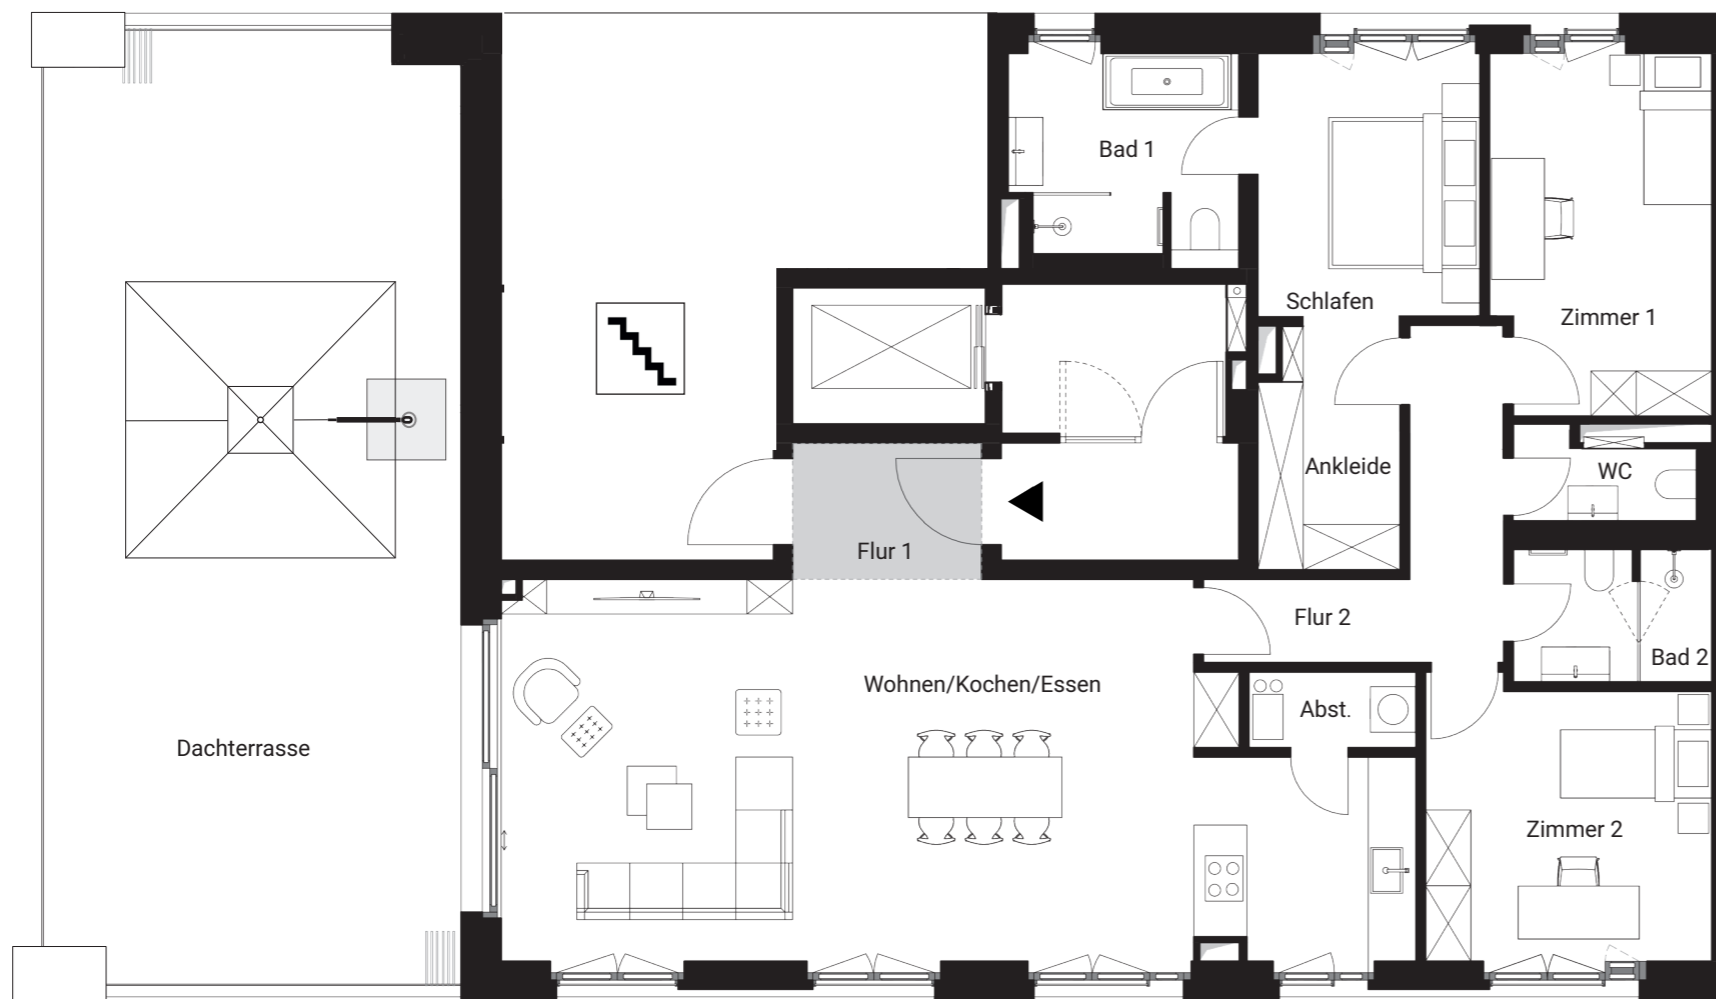 Bad 1
Schlafen
Zimmer 1
Ankleide
WC
Flur 1
Flur 2
Bad 2
Wohnen/Kochen/Essen
Abst.
Dachterrasse
Zimmer 2